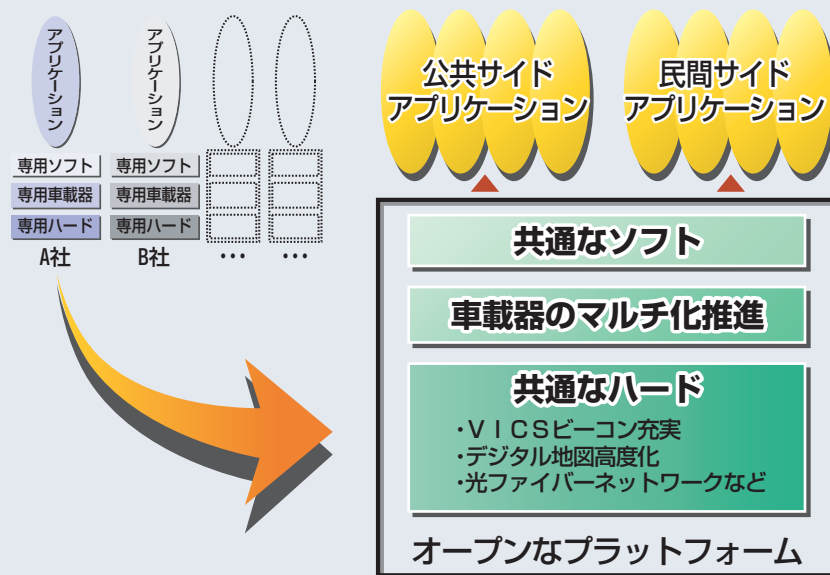 アプリケーション
専用ソフト
専用車載器
専用ハード
A社
アプリケーション
専用ソフト
専用車載器
専用ハード
B社
…
…
公共サイド
アプリケーション
民間サイド
アプリケーション
共通なソフト
車載器のマルチ化推進
共通なハード
・ＶＩＣＳビーコン充実
・デジタル地図高度化
・光ファイバーネットワークなど
オープンなプラットフォーム